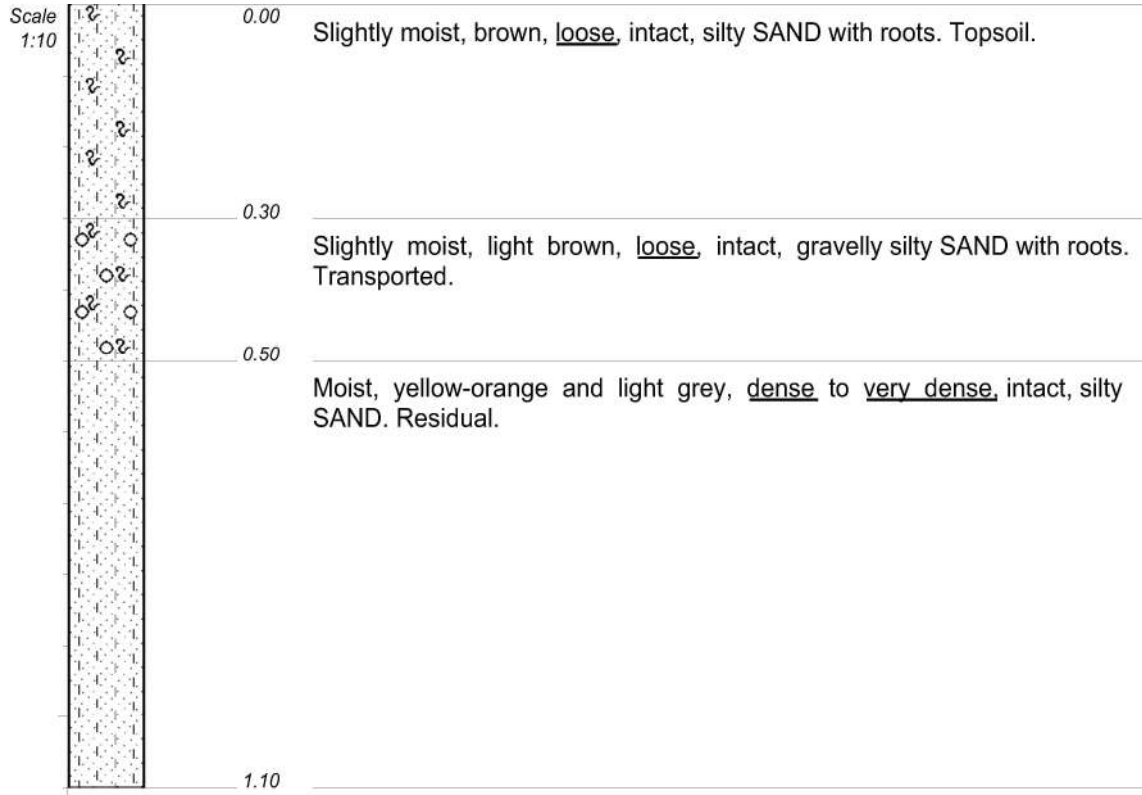 Scale
1:10
0.00
Slightly moist, brown, loose, intact, silty SAND with roots. Topsoil.
0.30
Slightly moist, light brown, loose, intact, gravelly silty SAND with roots.
Transported.
0.50
Moist, yellow-orange and light grey, dense to very dense, intact, silty
SAND. Residual.
1.10